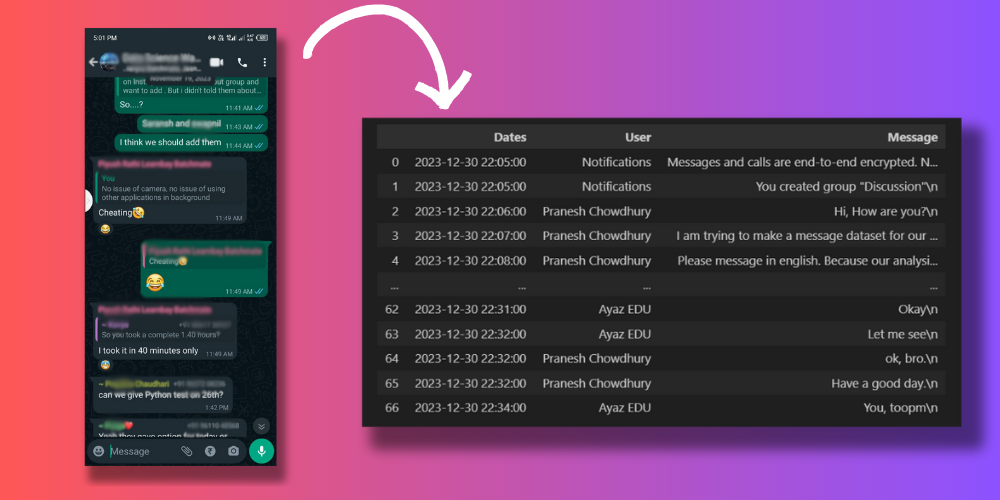 5:01 PM
November 19, 2023
on Inst
out group and
want to add . But i didn't told them about...
So....?
11:41 AM
Saransh and
11:43 AM
I think we should add them
11:44 AM
Piyush Rathi Learnbay Batchmate
You
No issue of camera, no issue of using
other applications in background
Cheating🤣
11:49 AM
😂
Piyush Rathi Learnbay Batchmate
Cheating🤣
😂
11:49 AM
Piyush Rathi Learnbay Batchmate
So you took a complete 1.40 hours?
I took it in 40 minutes only
11:49 AM
😂
Chaudhari
can we give Python test on 26th?
1:42 PM
Yeah they gave option for today or
Message
Dates User Message
0 2023-12-30 22:05:00 Notifications Messages and calls are end-to-end encrypted. N...
1 2023-12-30 22:05:00 Notifications You created group "Discussion"\n
2 2023-12-30 22:06:00 Pranesh Chowdhury Hi, How are you?\n
3 2023-12-30 22:07:00 Pranesh Chowdhury I am trying to make a message dataset for our ...
4 2023-12-30 22:08:00 Pranesh Chowdhury Please message in english. Because our analysi...
... ... ... ...
62 2023-12-30 22:31:00 Ayaz EDU Okay\n
63 2023-12-30 22:32:00 Ayaz EDU Let me see\n
64 2023-12-30 22:32:00 Pranesh Chowdhury ok, bro.\n
65 2023-12-30 22:32:00 Pranesh Chowdhury Have a good day.\n
66 2023-12-30 22:34:00 Ayaz EDU You, toopm\n